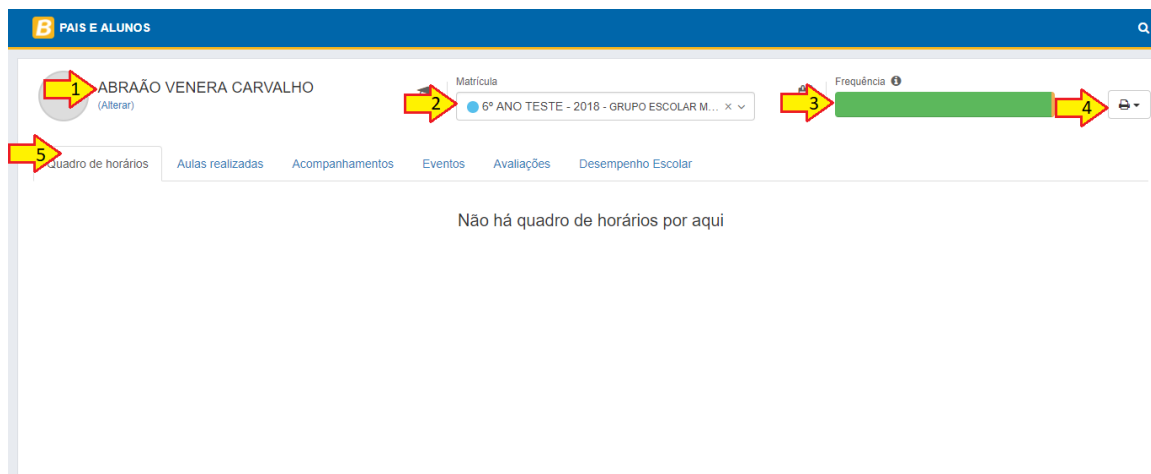 B PAIS E ALUNOS
1 ABRAÃO VENERA CARVALHO
(Alterar)
Matrícula
2 6º ANO TESTE - 2018 - GRUPO ESCOLAR M... ×
Frequência
3
4
5
Quadro de horários Aulas realizadas Acompanhamentos Eventos Avaliações Desempenho Escolar
Não há quadro de horários por aqui